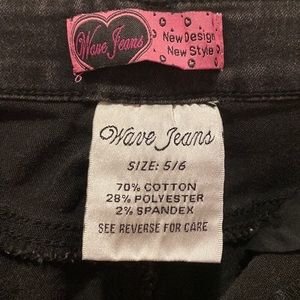 Wave Jeans
New Design
New Style
Wave Jeans
SIZE: 5/6
70% COTTON
28% POLYESTER
2% SPANDEX
SEE REVERSE FOR CARE